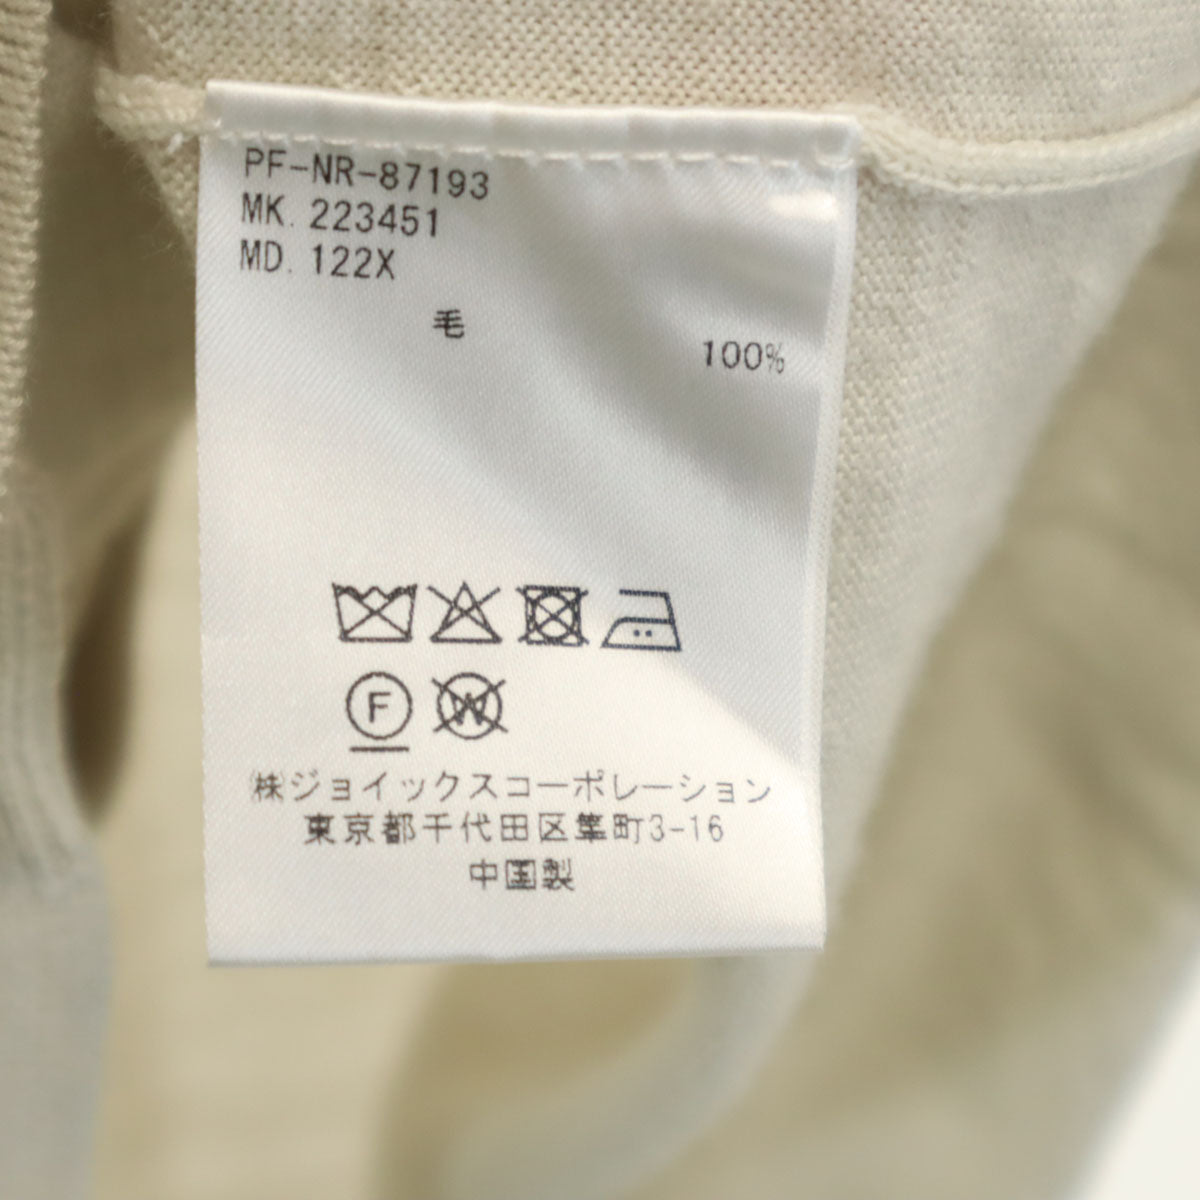 PF-NR-87193
MK. 223451
MD. 122X
毛
100%
F
W
㈱ジョイックスコーポレーション
東京都千代田区隼町3-16
中国製